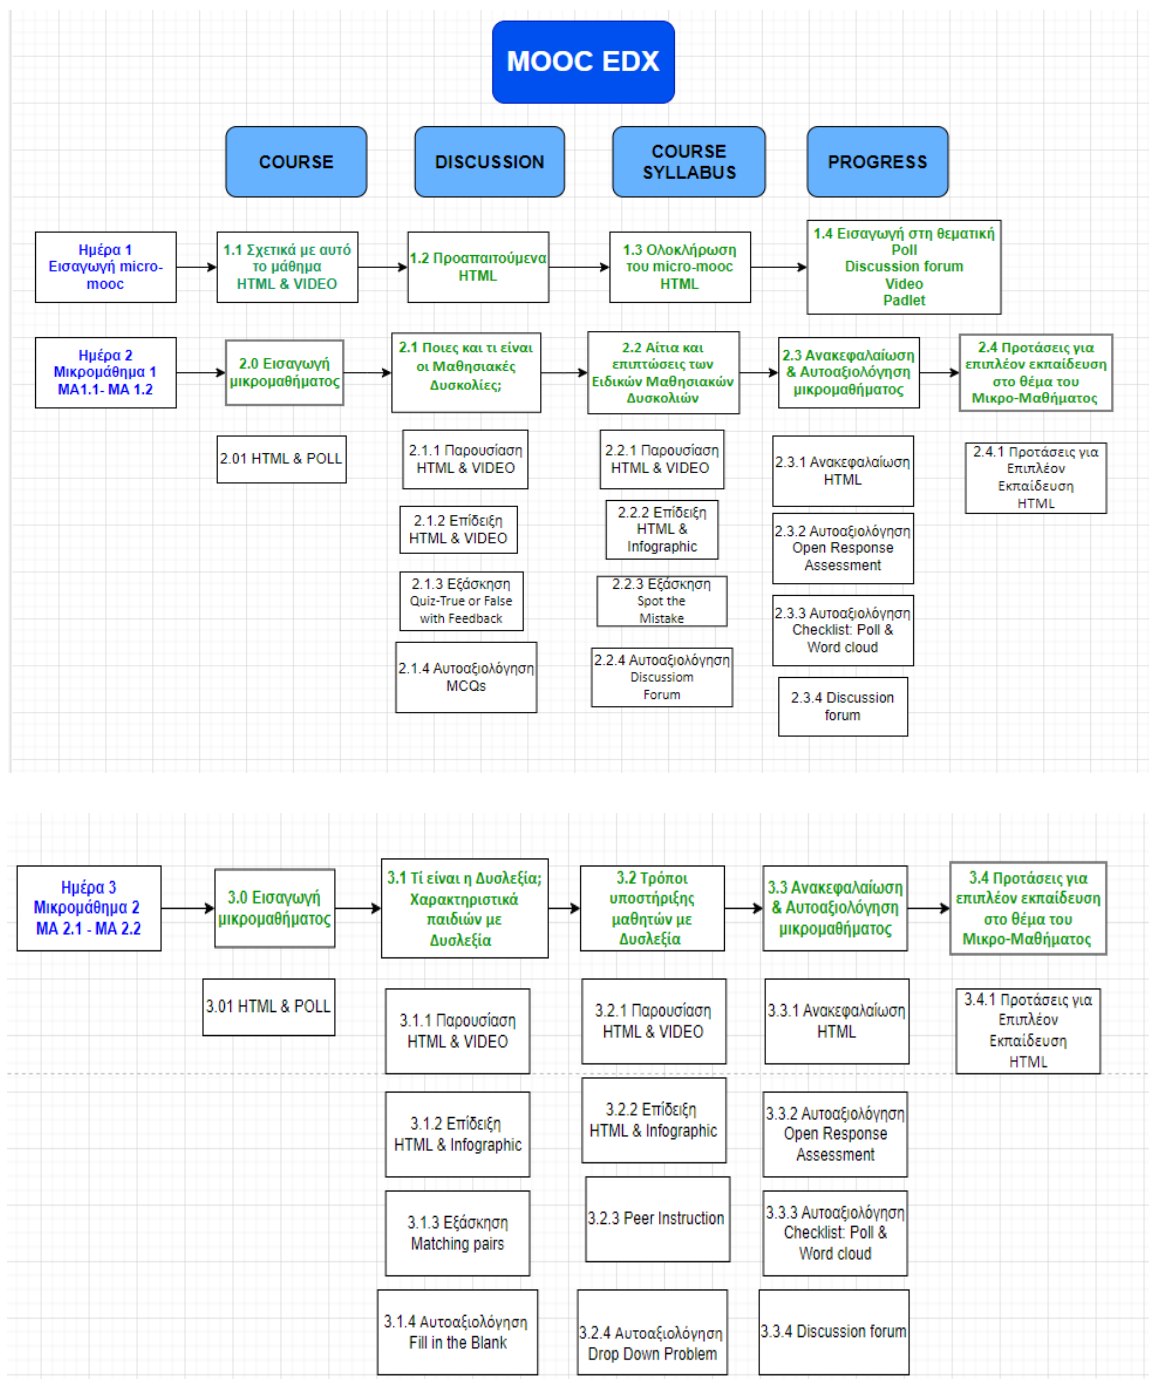 MOOC EDX
COURSE
DISCUSSION
COURSE
SYLLABUS
PROGRESS
Ημέρα 1
Εισαγωγή micro-
mooc
1.1 Σχετικά με αυτό
το μάθημα
HTML & VIDEO
1.2 Προαπαιτούμενα
HTML
1.3 Ολοκλήρωση
του micro-mooc
HTML
1.4 Εισαγωγή στη θεματική
Poll
Discussion forum
Video
Padlet
Ημέρα 2
Μικρομάθημα 1
ΜΑ1.1- ΜΑ 1.2
2.0 Εισαγωγή
μικρομαθήματος
2.1 Ποιες και τι είναι
οι Μαθησιακές
Δυσκολίες;
2.2 Αίτια και
επιπτώσεις των
Ειδικών Μαθησιακών
Δυσκολιών
2.3 Ανακεφαλαίωση
& Αυτοαξιολόγηση
μικρομαθήματος
2.4 Προτάσεις για
επιπλέον εκπαίδευση
στο θέμα του
Μικρο-Μαθήματος
2.01 HTML & POLL
2.1.1 Παρουσίαση
HTML & VIDEO
2.1.2 Επίδειξη
HTML & VIDEO
2.1.3 Εξάσκηση
Quiz-True or False
with Feedback
2.1.4 Αυτοαξιολόγηση
MCQs
2.2.1 Παρουσίαση
HTML & VIDEO
2.2.2 Επίδειξη
HTML &
Infographic
2.2.3 Εξάσκηση
Spot the
Mistake
2.2.4 Αυτοαξιολόγηση
Discussiom
Forum
2.3.1 Ανακεφαλαίωση
HTML
2.3.2 Αυτοαξιολόγηση
Open Response
Assessment
2.3.3 Αυτοαξιολόγηση
Checklist: Poll &
Word cloud
2.3.4 Discussion
forum
2.4.1 Προτάσεις για
Επιπλέον
Εκπαίδευση
HTML
Ημέρα 3
Μικρομάθημα 2
ΜΑ 2.1 - ΜΑ 2.2
3.0 Εισαγωγή
μικρομαθήματος
3.1 Τί είναι η Δυσλεξία;
Χαρακτηριστικά
παιδιών με
Δυσλεξία
3.2 Τρόποι
υποστήριξης
μαθητών με
Δυσλεξία
3.3 Ανακεφαλαίωση
& Αυτοαξιολόγηση
μικρομαθήματος
3.4 Προτάσεις για
επιπλέον εκπαίδευση
στο θέμα του
Μικρο-Μαθήματος
3.01 HTML & POLL
3.1.1 Παρουσίαση
HTML & VIDEO
3.1.2 Επίδειξη
HTML & Infographic
3.1.3 Εξάσκηση
Matching pairs
3.1.4 Αυτοαξιολόγηση
Fill in the Blank
3.2.1 Παρουσίαση
HTML & VIDEO
3.2.2 Επίδειξη
HTML & Infographic
3.2.3 Peer Instruction
3.2.4 Αυτοαξιολόγηση
Drop Down Problem
3.3.1 Ανακεφαλαίωση
HTML
3.3.2 Αυτοαξιολόγηση
Open Response
Assessment
3.3.3 Αυτοαξιολόγηση
Checklist: Poll &
Word cloud
3.3.4 Discussion forum
3.4.1 Προτάσεις για
Επιπλέον
Εκπαίδευση
HTML